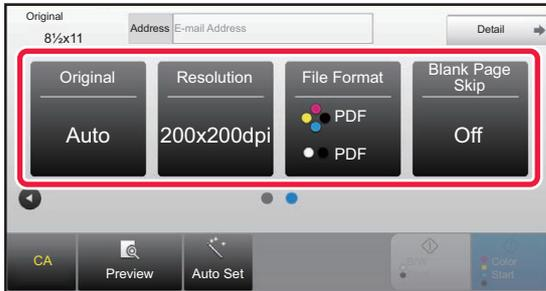 Original
8½x11
Address E-mail Address
Detail
Original
Auto
Resolution
200x200dpi
File Format
PDF
PDF
Blank Page
Skip
Off
CA
Preview
Auto Set
B/W
Start
Color
Start